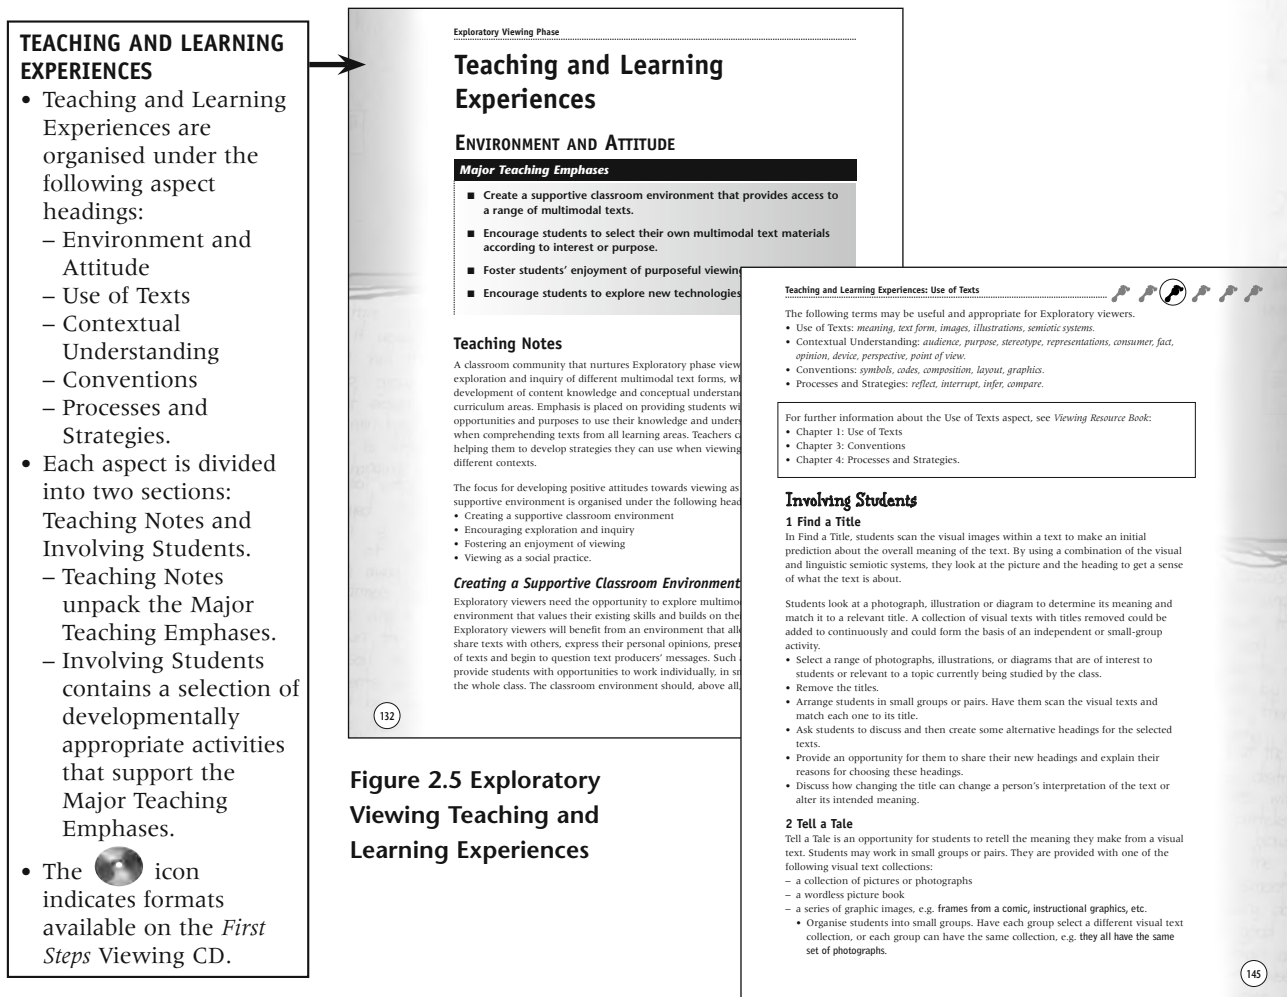 TEACHING AND LEARNING
EXPERIENCES
• Teaching and Learning
Experiences are
organised under the
following aspect
headings:
– Environment and
Attitude
– Use of Texts
– Contextual
Understanding
– Conventions
– Processes and
Strategies.
• Each aspect is divided
into two sections:
Teaching Notes and
Involving Students.
– Teaching Notes
unpack the Major
Teaching Emphases.
– Involving Students
contains a selection of
developmentally
appropriate activities
that support the
Major Teaching
Emphases.
• The icon
indicates formats
available on the First
Steps Viewing CD.
Exploratory Viewing Phase
Teaching and Learning
Experiences
ENVIRONMENT AND ATTITUDE
Major Teaching Emphases
■ Create a supportive classroom environment that provides access to
a range of multimodal texts.
■ Encourage students to select their own multimodal text materials
according to interest or purpose.
■ Foster students' enjoyment of purposeful viewing
■ Encourage students to explore new technologies
Teaching Notes
A classroom community that nurtures Exploratory phase view
exploration and inquiry of different multimodal text forms, wh
development of content knowledge and conceptual understan
curriculum areas. Emphasis is placed on providing students wi
opportunities and purposes to use their knowledge and unders
when comprehending texts from all learning areas. Teachers c
helping them to develop strategies they can use when viewing
different contexts.
The focus for developing positive attitudes towards viewing as
supportive environment is organised under the following head
• Creating a supportive classroom environment
• Encouraging exploration and inquiry
• Fostering an enjoyment of viewing
• Viewing as a social practice.
Creating a Supportive Classroom Environment
Exploratory viewers need the opportunity to explore multimo
environment that values their existing skills and builds on the
Exploratory viewers will benefit from an environment that all
share texts with others, express their personal opinions, presen
of texts and begin to question text producers' messages. Such
provide students with opportunities to work individually, in sm
the whole class. The classroom environment should, above all,
132
Figure 2.5 Exploratory
Viewing Teaching and
Learning Experiences
Teaching and Learning Experiences: Use of Texts
The following terms may be useful and appropriate for Exploratory viewers.
• Use of Texts: meaning, text form, images, illustrations, semiotic systems.
• Contextual Understanding: audience, purpose, stereotype, representations, consumer, fact,
opinion, device, perspective, point of view.
• Conventions: symbols, codes, composition, layout, graphics.
• Processes and Strategies: reflect, interrupt, infer, compare.
For further information about the Use of Texts aspect, see Viewing Resource Book:
• Chapter 1: Use of Texts
• Chapter 3: Conventions
• Chapter 4: Processes and Strategies.
Involving Students
1 Find a Title
In Find a Title, students scan the visual images within a text to make an initial
prediction about the overall meaning of the text. By using a combination of the visual
and linguistic semiotic systems, they look at the picture and the heading to get a sense
of what the text is about.
Students look at a photograph, illustration or diagram to determine its meaning and
match it to a relevant title. A collection of visual texts with titles removed could be
added to continuously and could form the basis of an independent or small-group
activity.
• Select a range of photographs, illustrations, or diagrams that are of interest to
students or relevant to a topic currently being studied by the class.
• Remove the titles.
• Arrange students in small groups or pairs. Have them scan the visual texts and
match each one to its title.
• Ask students to discuss and then create some alternative headings for the selected
texts.
• Provide an opportunity for them to share their new headings and explain their
reasons for choosing these headings.
• Discuss how changing the title can change a person's interpretation of the text or
alter its intended meaning.
2 Tell a Tale
Tell a Tale is an opportunity for students to retell the meaning they make from a visual
text. Students may work in small groups or pairs. They are provided with one of the
following visual text collections:
– a collection of pictures or photographs
– a wordless picture book
– a series of graphic images, e.g. frames from a comic, instructional graphics, etc.
• Organise students into small groups. Have each group select a different visual text
collection, or each group can have the same collection, e.g. they all have the same
set of photographs.
145